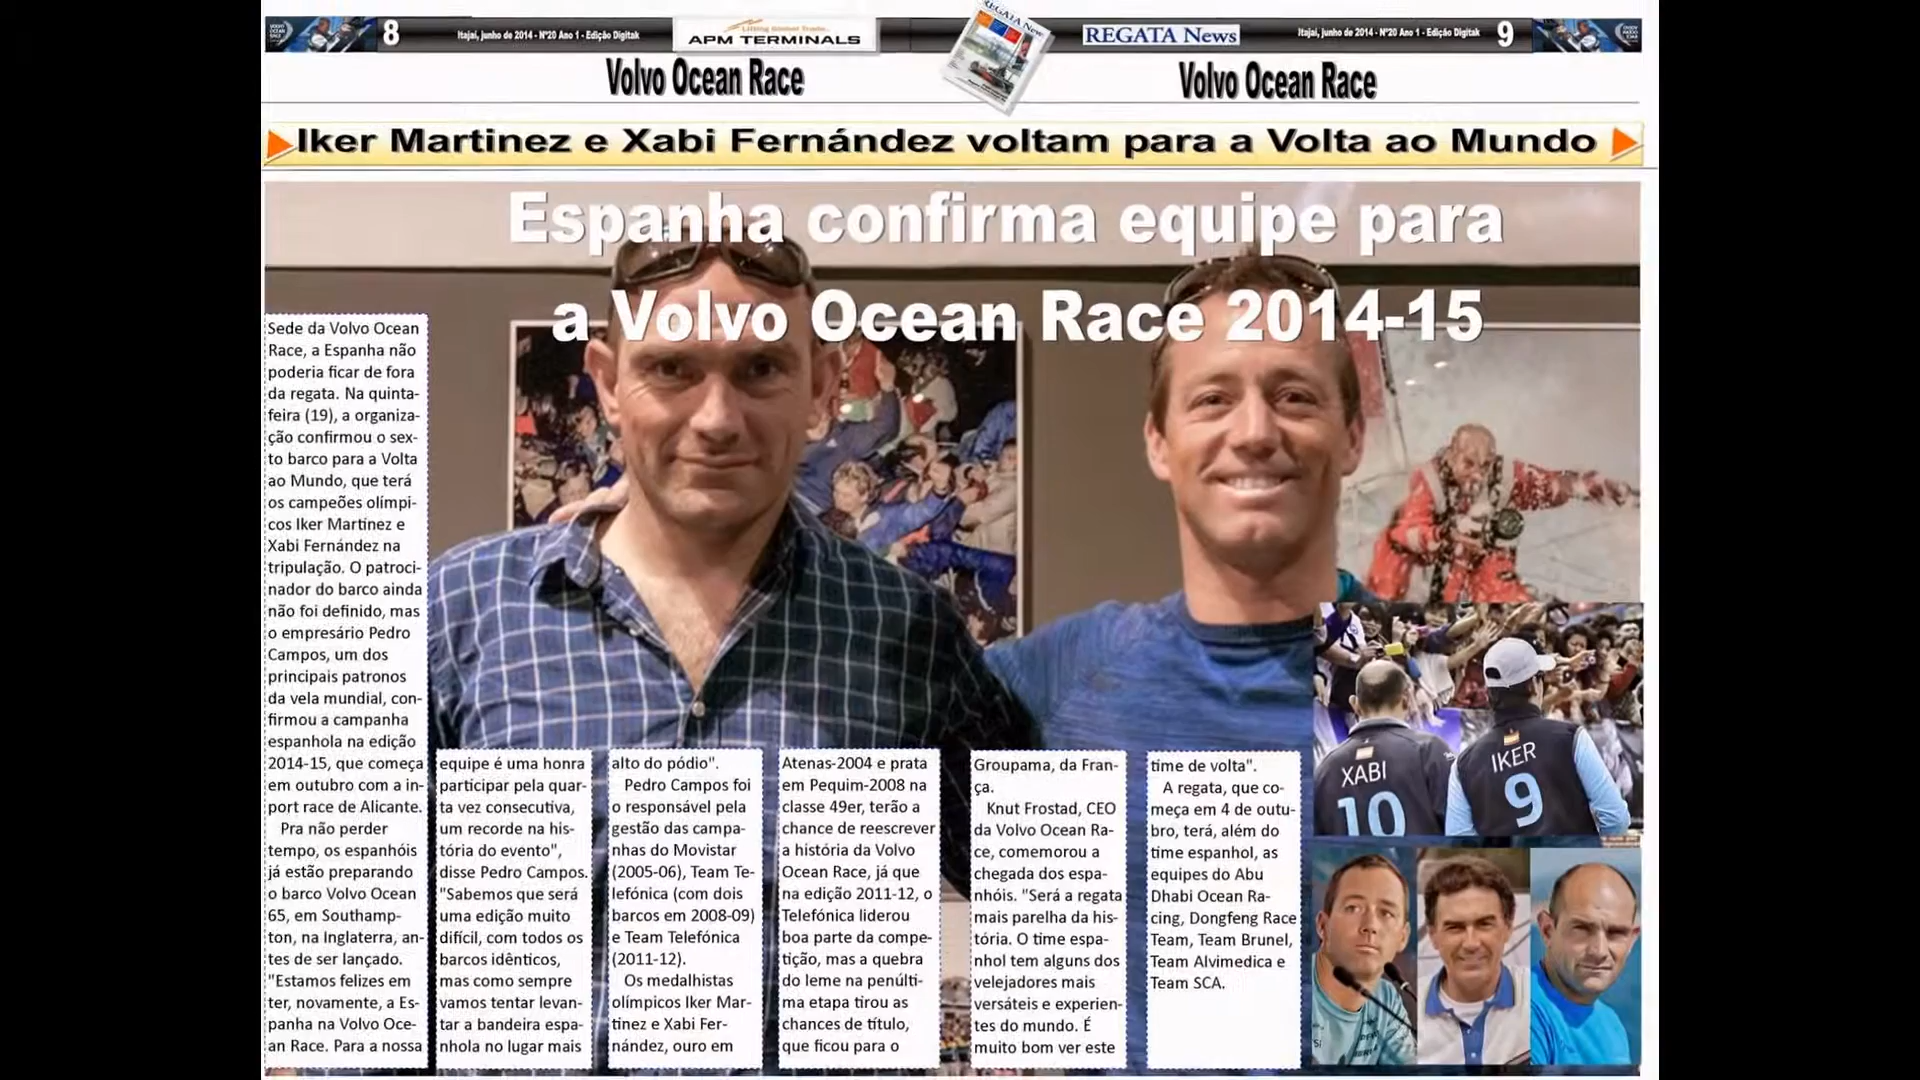 8
Itajaí, junho de 2014 - Nº20 Ano 1 - Edição Digitak
Lifting Global Trade.
APM TERMINALS
REGATA News
REGATA News
Itajaí, junho de 2014 - Nº20 Ano 1 - Edição Digitak
9
Volvo Ocean Race
Volvo Ocean Race
Iker Martinez e Xabi Fernández voltam para a Volta ao Mundo
Espanha confirma equipe para
a Volvo Ocean Race 2014-15
Sede da Volvo Ocean
Race, a Espanha não
poderia ficar de fora
da regata. Na quinta-
feira (19), a organiza-
ção confirmou o sex-
to barco para a Volta
ao Mundo, que terá
os campeões olímpi-
cos Iker Martínez e
Xabi Fernández na
tripulação. O patroci-
nador do barco ainda
não foi definido, mas
o empresário Pedro
Campos, um dos
principais patronos
da vela mundial, con-
firmou a campanha
espanhola na edição
2014-15, que começa
em outubro com a in-
port race de Alicante.
Pra não perder
tempo, os espanhóis
já estão preparando
o barco Volvo Ocean
65, em Southamp-
ton, na Inglaterra, an-
tes de ser lançado.
"Estamos felizes em
ter, novamente, a Es-
panha na Volvo Oce-
an Race. Para a nossa
equipe é uma honra
participar pela quar-
ta vez consecutiva,
um recorde na his-
tória do evento",
disse Pedro Campos.
"Sabemos que será
uma edição muito
difícil, com todos os
barcos idênticos,
mas como sempre
vamos tentar levan-
tar a bandeira espa-
nhola no lugar mais
alto do pódio".
Pedro Campos foi
o responsável pela
gestão das campa-
nhas do Movistar
(2005-06), Team Te-
lefónica (com dois
barcos em 2008-09)
e Team Telefónica
(2011-12).
Os medalhistas
olímpicos Iker Mar-
tínez e Xabi Fer-
nández, ouro em
Atenas-2004 e prata
em Pequim-2008 na
classe 49er, terão a
chance de reescrever
a história da Volvo
Ocean Race, já que
na edição 2011-12, o
Telefónica liderou
boa parte da compe-
tição, mas a quebra
do leme na penúlti-
ma etapa tirou as
chances de título,
que ficou para o
Groupama, da Fran-
ça.
Knut Frostad, CEO
da Volvo Ocean Ra-
ce, comemorou a
chegada dos espa-
nhóis. "Será a regata
mais parelha da his-
tória. O time espa-
nhol tem alguns dos
velejadores mais
versáteis e experien-
tes do mundo. É
muito bom ver este
time de volta".
A regata, que co-
meça em 4 de outu-
bro, terá, além do
time espanhol, as
equipes do Abu
Dhabi Ocean Ra-
cing, Dongfeng Race
Team, Team Brunel,
Team Alvimedica e
Team SCA.
XABI
10
IKER
9